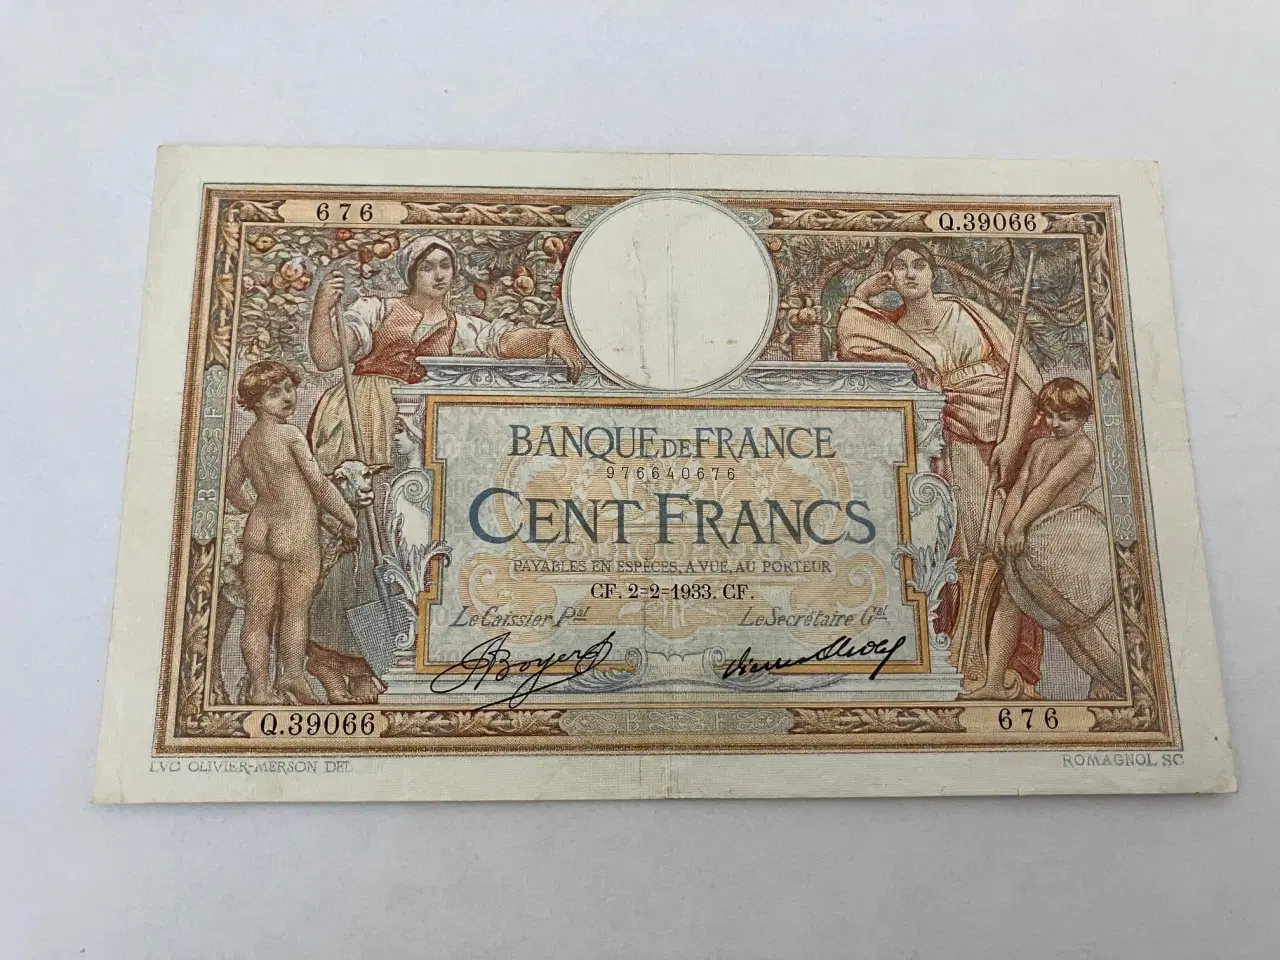 676
Q.39066
BANQUE DE FRANCE
976640676
CENT FRANCS
PAYABLES EN ESPÈCES, A VUE, AU PORTEUR
CF. 2=2=1933. CF.
Le Caissier Pal
Le Secrétaire Gal
Q.39066
676
LVC OLIVIER-MERSON DEL
ROMAGNOL SC